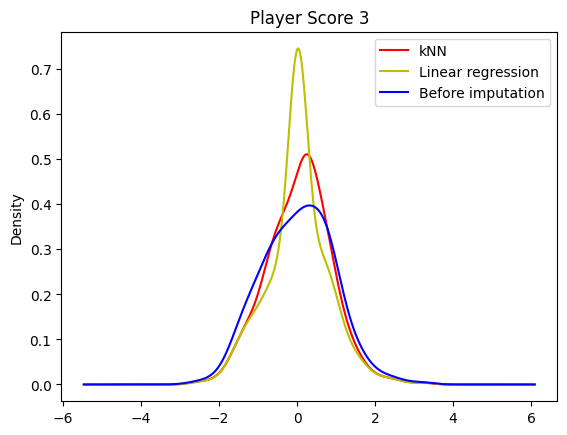 Player Score 3
kNN
Linear regression
Before imputation
Density
0.7
0.6
0.5
0.4
0.3
0.2
0.1
0.0
−6 −4 −2 0 2 4 6